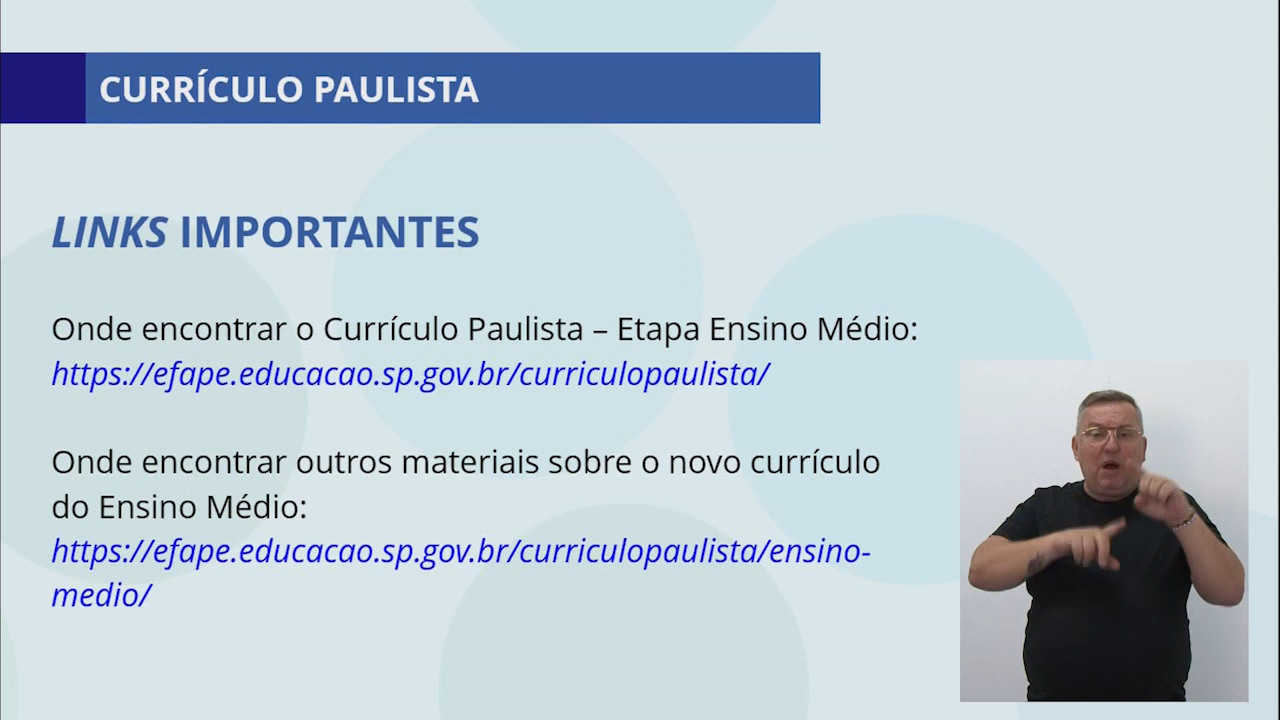 CURRÍCULO PAULISTA
LINKS IMPORTANTES
Onde encontrar o Currículo Paulista – Etapa Ensino Médio:
https://efape.educacao.sp.gov.br/curriculopaulista/
Onde encontrar outros materiais sobre o novo currículo
do Ensino Médio:
https://efape.educacao.sp.gov.br/curriculopaulista/ensino-
medio/